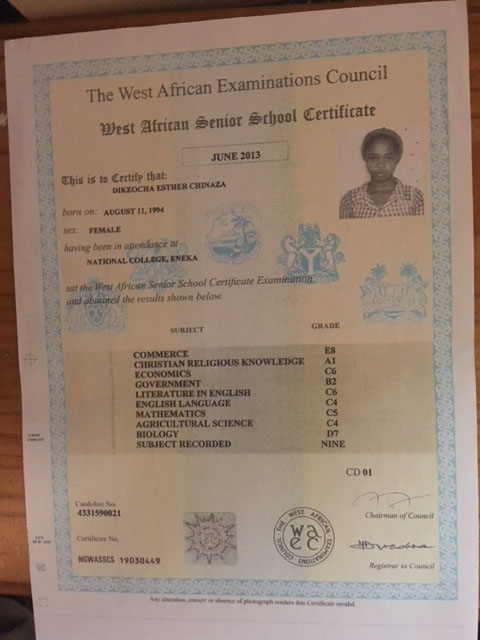 The West African Examinations Council
West African Senior School Certificate
JUNE 2013
This is to Certify that:
DIKEOCHA ESTHER CHINAZA
born on: AUGUST 11, 1994
sex: FEMALE
having been in attendance at
NATIONAL COLLEGE, ENEKA
sat the West African Senior School Certificate Examination
and obtained the results shown below.
SUBJECT GRADE
COMMERCE E8
CHRISTIAN RELIGIOUS KNOWLEDGE A1
ECONOMICS C6
GOVERNMENT B2
LITERATURE IN ENGLISH C6
ENGLISH LANGUAGE C4
MATHEMATICS C5
AGRICULTURAL SCIENCE C4
BIOLOGY D7
SUBJECT RECORDED NINE
CD 01
Candidate No.
4331590021
Chairman of Council
Certificate No.
NGWASSCS 19030449
THE WEST AFRICAN EXAMINATIONS COUNCIL
waec
Registrar to Council
Any alteration, erasure or absence of photograph renders this Certificate invalid.